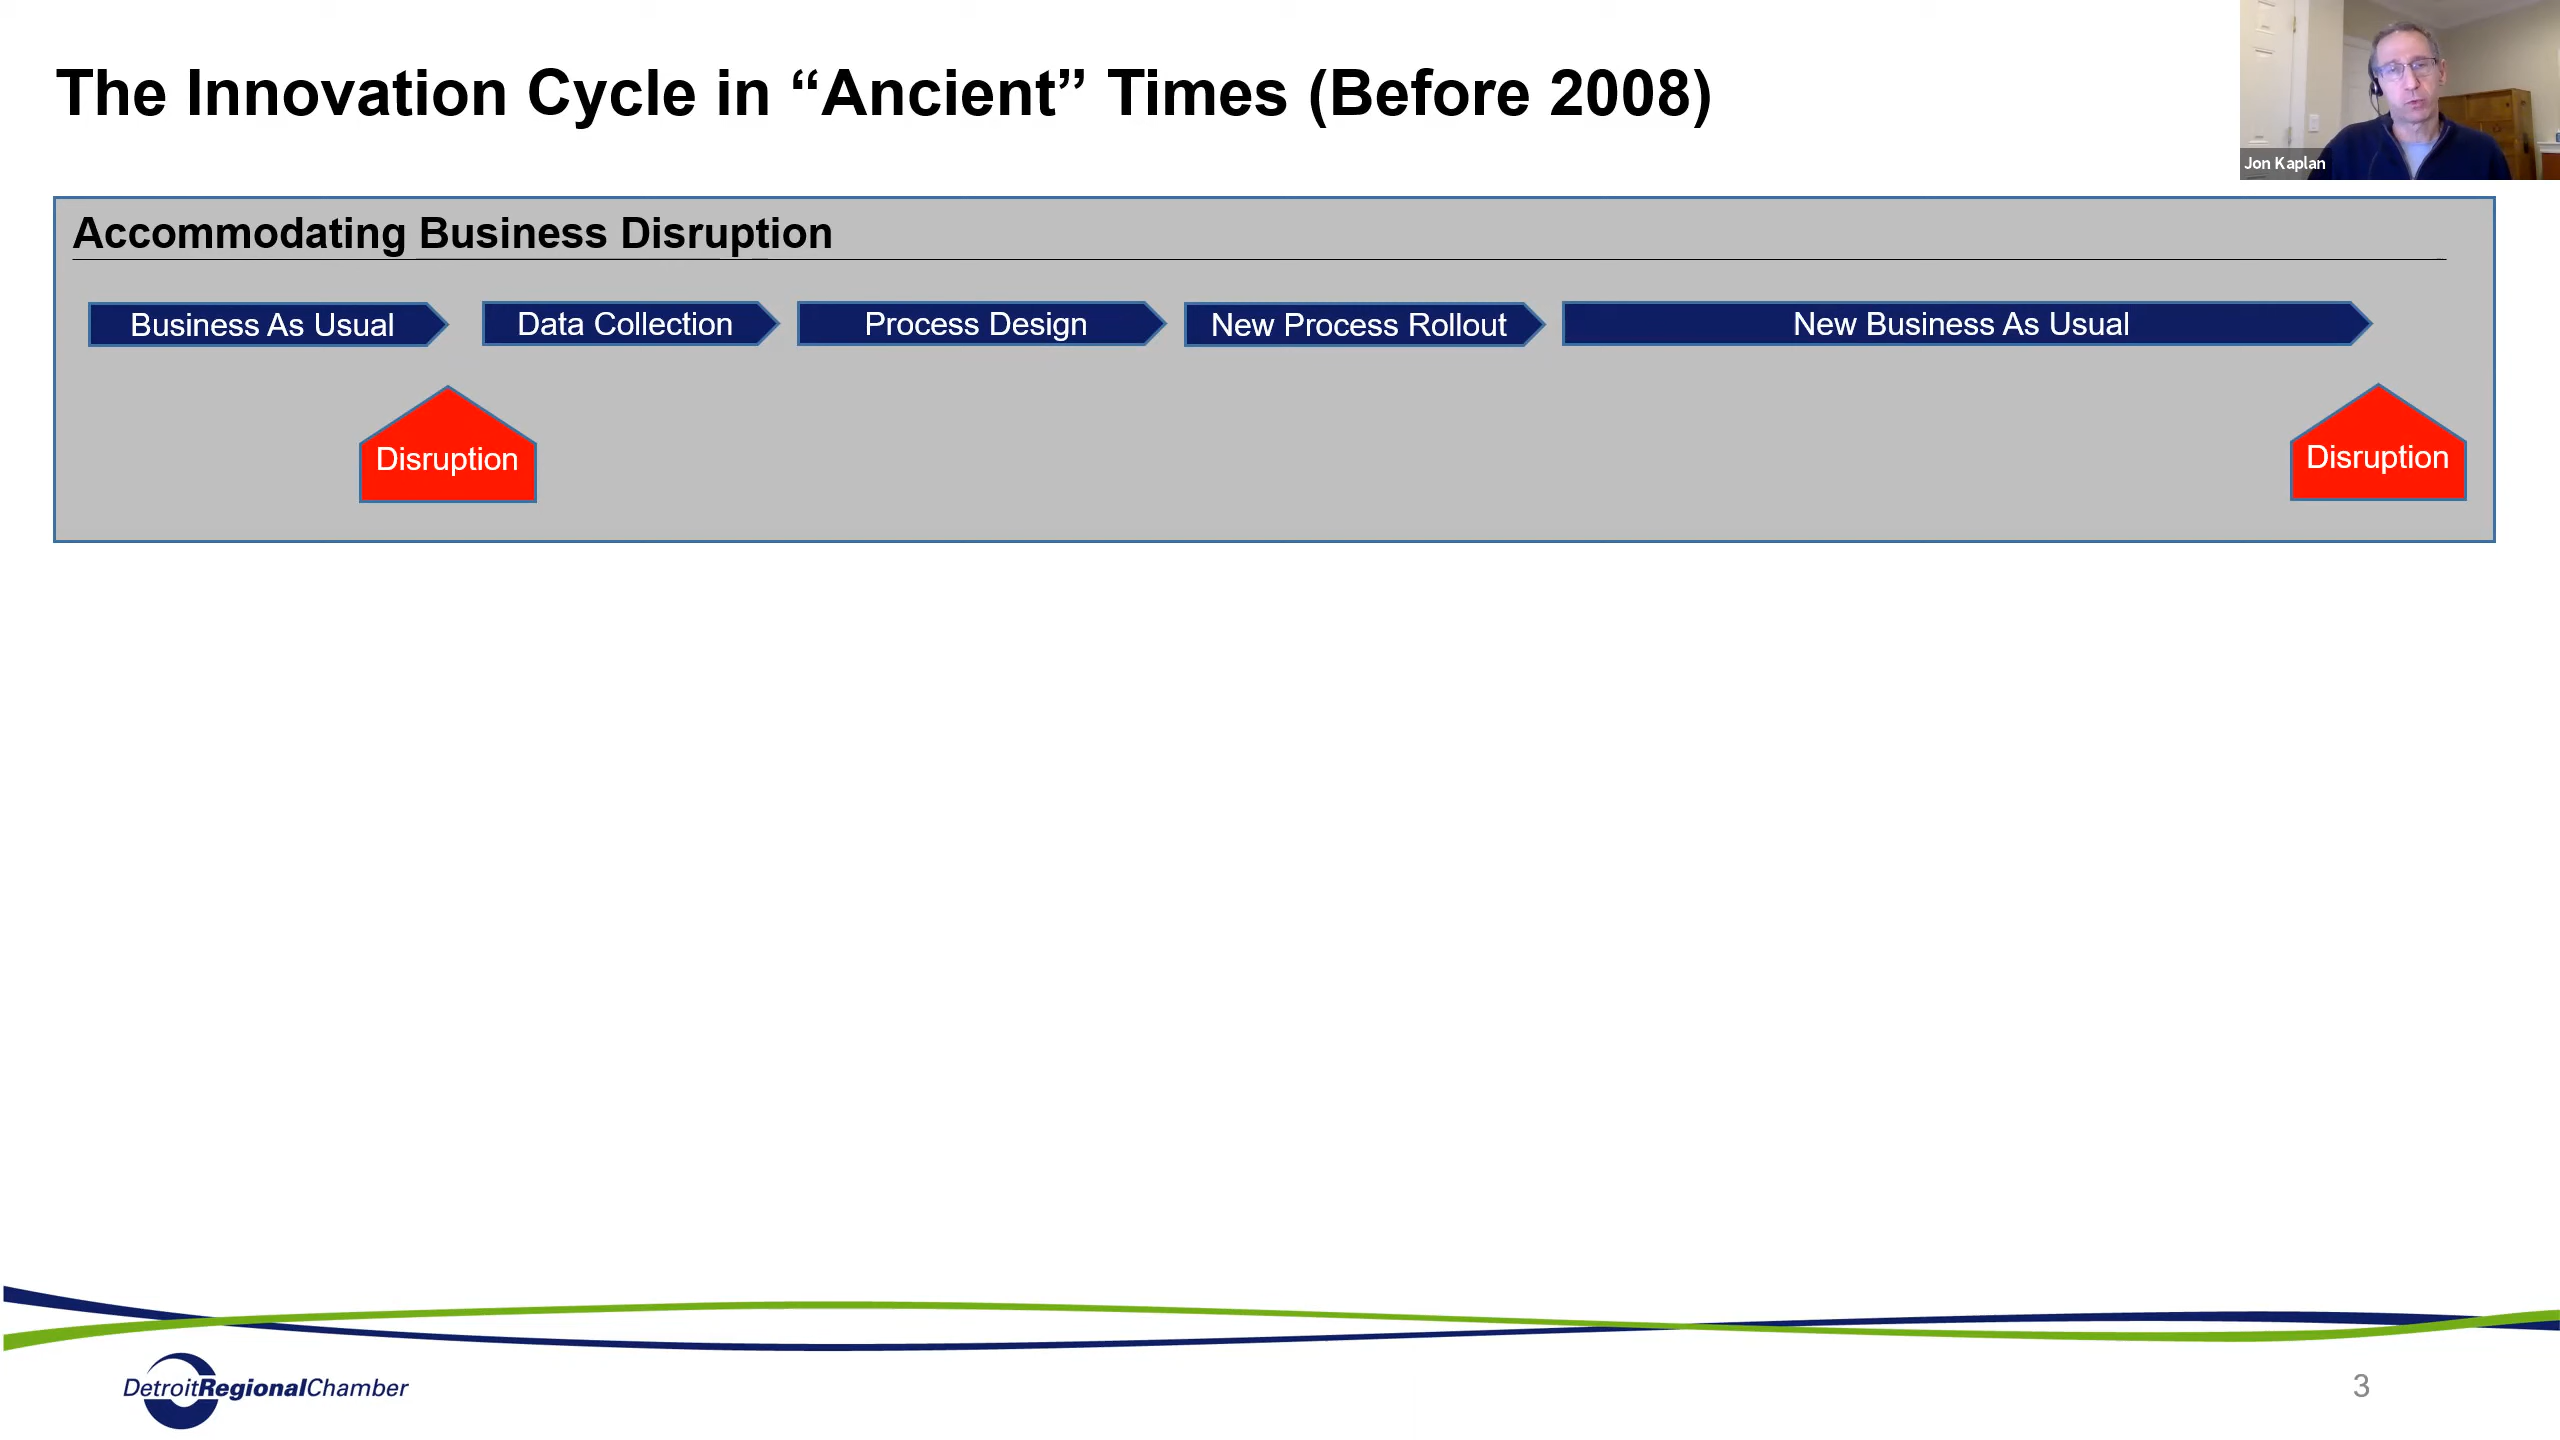 The Innovation Cycle in “Ancient” Times (Before 2008)
Jon Kaplan
Accommodating Business Disruption
Business As Usual
Data Collection
Process Design
New Process Rollout
New Business As Usual
Disruption
Disruption
DetroitRegionalChamber
3